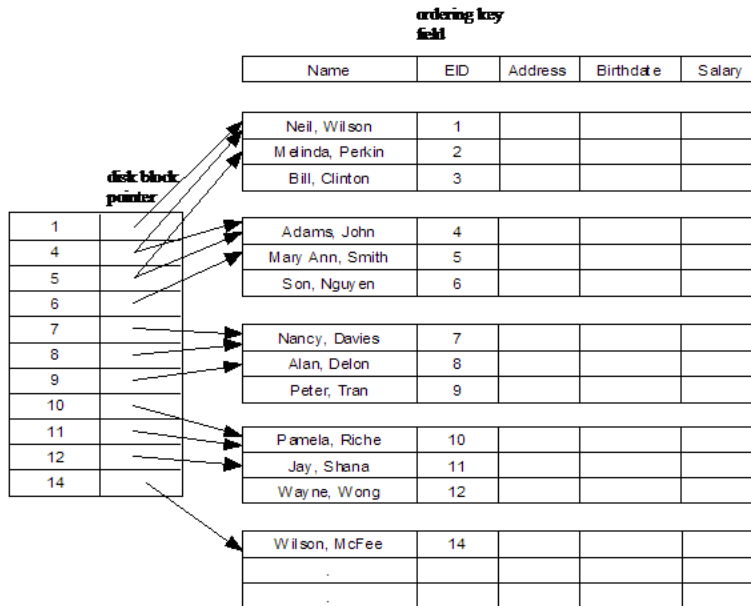 ordering key
field
Name EID Address Birthdate Salary
Neil, Wilson 1
Melinda, Perkin 2
Bill, Clinton 3
disk block
pointer
1
4
5
6
7
8
9
10
11
12
14
Adams, John 4
Mary Ann, Smith 5
Son, Nguyen 6
Nancy, Davies 7
Alan, Delon 8
Peter, Tran 9
Pamela, Riche 10
Jay, Shana 11
Wayne, Wong 12
Wilson, McFee 14
.
.